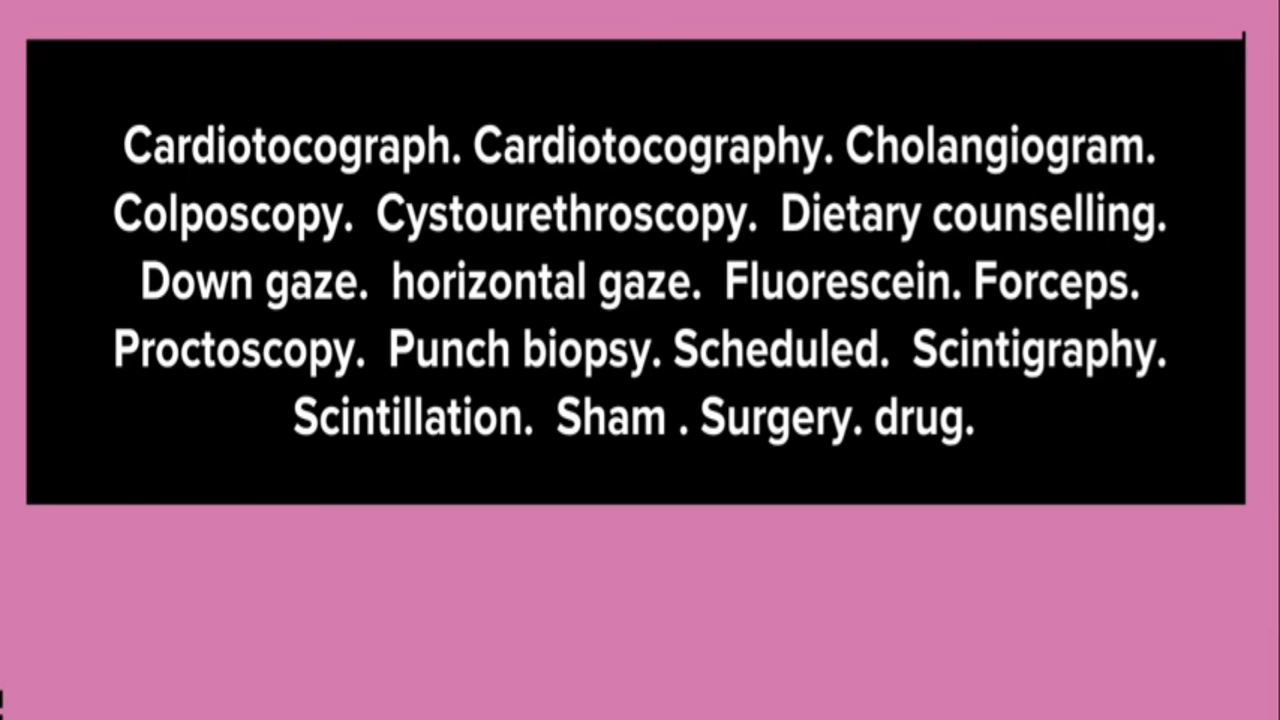 Cardiotocograph. Cardiotocography. Cholangiogram.
Colposcopy.  Cystourethroscopy.  Dietary counselling.
Down gaze.  horizontal gaze.  Fluorescein. Forceps.
Proctoscopy.  Punch biopsy. Scheduled.  Scintigraphy.
Scintillation.  Sham . Surgery. drug.